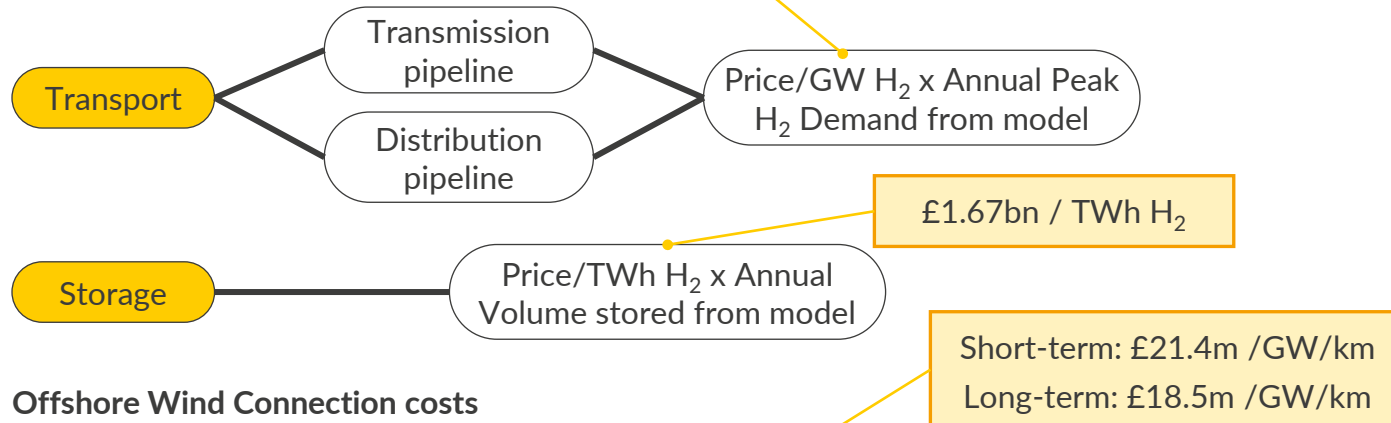 Transmission
pipeline
Transport
Price/GW H₂ x Annual Peak
H₂ Demand from model
Distribution
pipeline
£1.67bn / TWh H₂
Storage
Price/TWh H₂ x Annual
Volume stored from model
Short-term: £21.4m /GW/km
Long-term: £18.5m /GW/km
Offshore Wind Connection costs